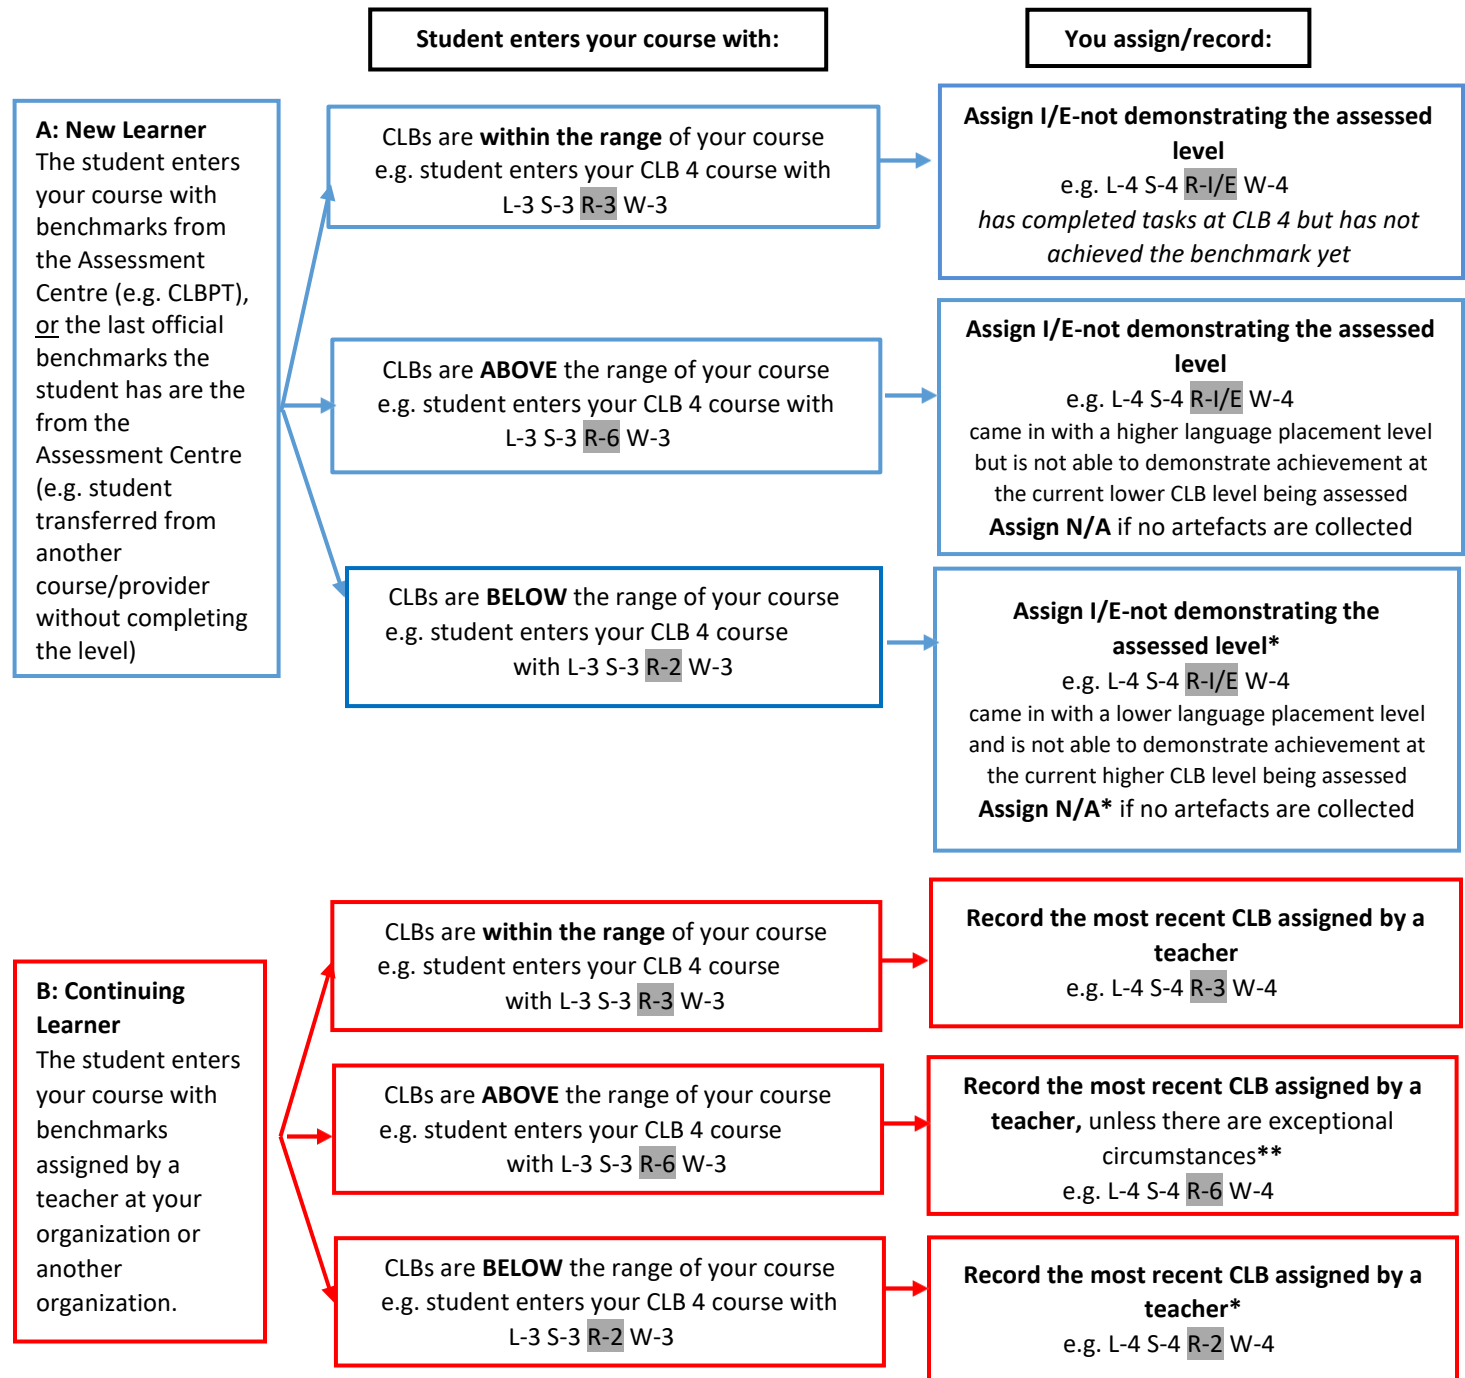 Student enters your course with:
You assign/record:
A: New Learner
The student enters
your course with
benchmarks from
the Assessment
Centre (e.g. CLBPT),
or the last official
benchmarks the
student has are the
from the
Assessment Centre
(e.g. student
transferred from
another
course/provider
without completing
the level)
CLBs are within the range of your course
e.g. student enters your CLB 4 course with
L-3 S-3 R-3 W-3
Assign I/E-not demonstrating the assessed
level
e.g. L-4 S-4 R-I/E W-4
has completed tasks at CLB 4 but has not
achieved the benchmark yet
CLBs are ABOVE the range of your course
e.g. student enters your CLB 4 course with
L-3 S-3 R-6 W-3
Assign I/E-not demonstrating the assessed
level
e.g. L-4 S-4 R-I/E W-4
came in with a higher language placement level
but is not able to demonstrate achievement at
the current lower CLB level being assessed
Assign N/A if no artefacts are collected
CLBs are BELOW the range of your course
e.g. student enters your CLB 4 course
with L-3 S-3 R-2 W-3
Assign I/E-not demonstrating the
assessed level*
e.g. L-4 S-4 R-I/E W-4
came in with a lower language placement level
and is not able to demonstrate achievement at
the current higher CLB level being assessed
Assign N/A* if no artefacts are collected
B: Continuing
Learner
The student enters
your course with
benchmarks
assigned by a
teacher at your
organization or
another
organization.
CLBs are within the range of your course
e.g. student enters your CLB 4 course
with L-3 S-3 R-3 W-3
Record the most recent CLB assigned by a
teacher
e.g. L-4 S-4 R-3 W-4
CLBs are ABOVE the range of your course
e.g. student enters your CLB 4 course
with L-3 S-3 R-6 W-3
Record the most recent CLB assigned by a
teacher, unless there are exceptional
circumstances**
e.g. L-4 S-4 R-6 W-4
CLBs are BELOW the range of your course
e.g. student enters your CLB 4 course with
L-3 S-3 R-2 W-3
Record the most recent CLB assigned by a
teacher*
e.g. L-4 S-4 R-2 W-4